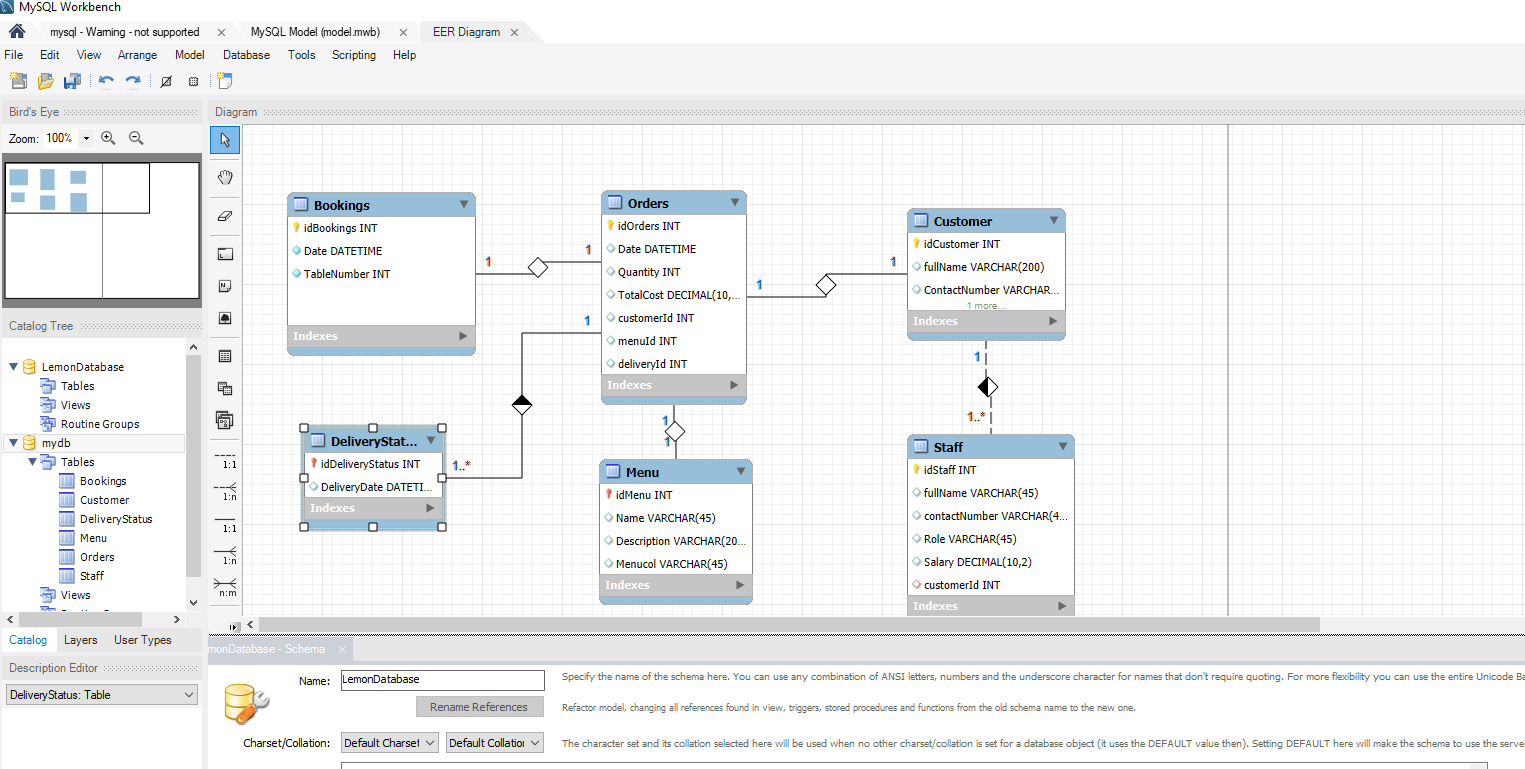 MySQL Workbench
mysql - Warning - not supported
MySQL Model (model.mwb)
EER Diagram
File Edit View Arrange Model Database Tools Scripting Help
Bird's Eye
Zoom: 100%
Catalog Tree
LemonDatabase
Tables
Views
Routine Groups
mydb
Tables
Bookings
Customer
DeliveryStatus
Menu
Orders
Staff
Views
Catalog Layers User Types
Description Editor
DeliveryStatus: Table
Diagram
1:1
1:n
1:1
1:n
n:m
Bookings
idBookings INT
Date DATETIME
TableNumber INT
Indexes
1
1
Orders
idOrders INT
Date DATETIME
Quantity INT
TotalCost DECIMAL(10,...
customerId INT
menuId INT
deliveryId INT
Indexes
1
1
Customer
idCustomer INT
fullName VARCHAR(200)
ContactNumber VARCHAR...
1 more...
Indexes
1
1..*
DeliveryStat...
idDeliveryStatus INT
DeliveryDate DATETI...
Indexes
1..*
1
1
1
Menu
idMenu INT
Name VARCHAR(45)
Description VARCHAR(20...
Menucol VARCHAR(45)
Indexes
Staff
idStaff INT
fullName VARCHAR(45)
contactNumber VARCHAR(4...
Role VARCHAR(45)
Salary DECIMAL(10,2)
customerId INT
Indexes
monDatabase - Schema
Name: LemonDatabase
Specify the name of the schema here. You can use any combination of ANSI letters, numbers and the underscore character for names that don't require quoting. For more flexibility you can use the entire Unicode Ba
Rename References
Refactor model, changing all references found in view, triggers, stored procedures and functions from the old schema name to the new one.
Charset/Collation: Default Charset Default Collation
The character set and its collation selected here will be used when no other charset/collation is set for a database object (it uses the DEFAULT value then). Setting DEFAULT here will make the schema to use the server